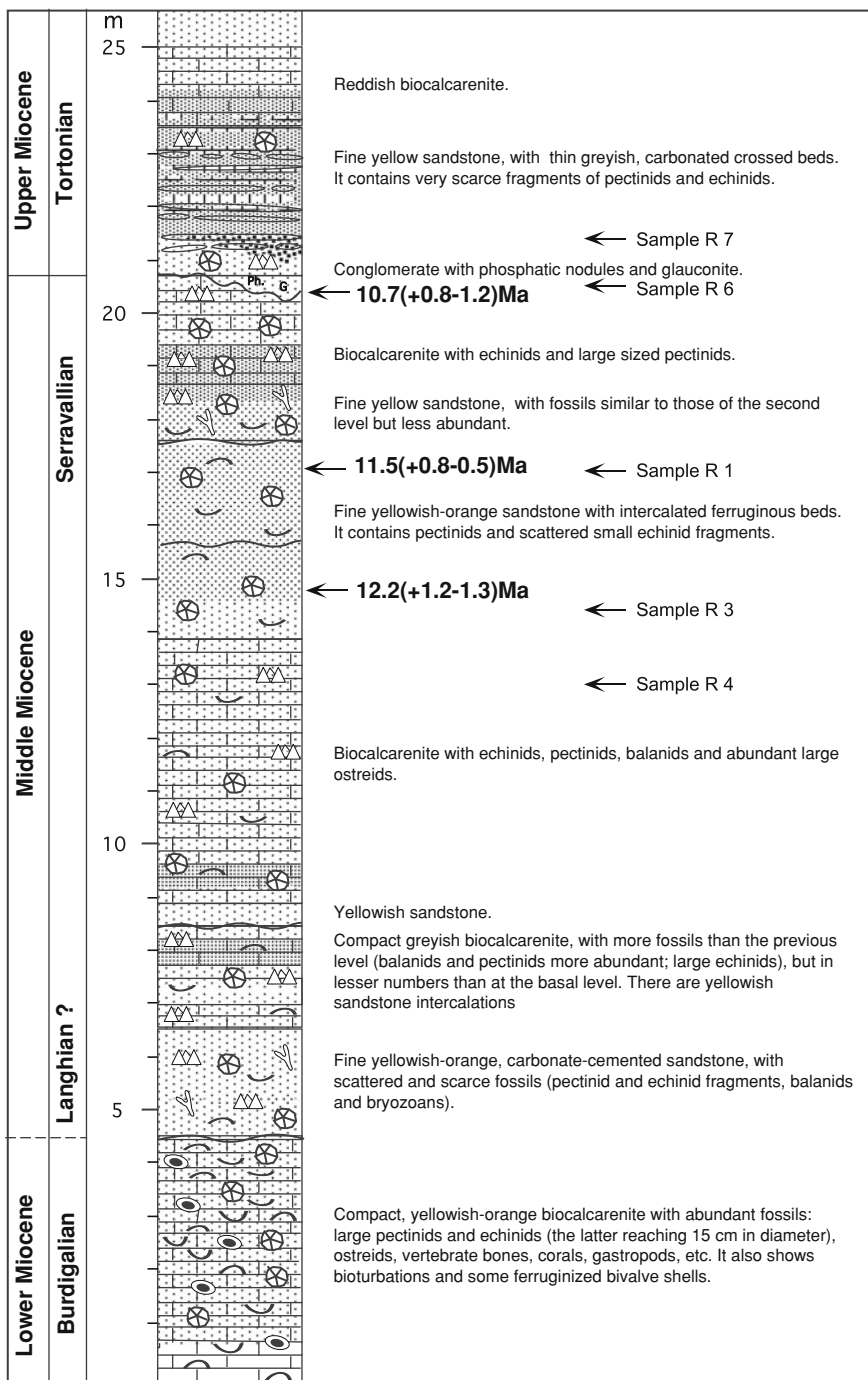 m
25
Reddish biocalcarenite.
Upper Miocene
Tortonian
Fine yellow sandstone, with thin greyish, carbonated crossed beds.
It contains very scarce fragments of pectinids and echinids.
Sample R 7
Conglomerate with phosphatic nodules and glauconite.
Ph.
G
10.7(+0.8-1.2)Ma
Sample R 6
20
Biocalcarenite with echinids and large sized pectinids.
Serravallian
Fine yellow sandstone, with fossils similar to those of the second
level but less abundant.
11.5(+0.8-0.5)Ma
Sample R 1
Fine yellowish-orange sandstone with intercalated ferruginous beds.
It contains pectinids and scattered small echinid fragments.
15
12.2(+1.2-1.3)Ma
Sample R 3
Sample R 4
Middle Miocene
Biocalcarenite with echinids, pectinids, balanids and abundant large
ostreids.
10
Yellowish sandstone.
Compact greyish biocalcarenite, with more fossils than the previous
level (balanids and pectinids more abundant; large echinids), but in
lesser numbers than at the basal level. There are yellowish
sandstone intercalations
Langhian ?
Fine yellowish-orange, carbonate-cemented sandstone, with
scattered and scarce fossils (pectinid and echinid fragments, balanids
and bryozoans).
5
Lower Miocene
Burdigalian
Compact, yellowish-orange biocalcarenite with abundant fossils:
large pectinids and echinids (the latter reaching 15 cm in diameter),
ostreids, vertebrate bones, corals, gastropods, etc. It also shows
bioturbations and some ferruginized bivalve shells.